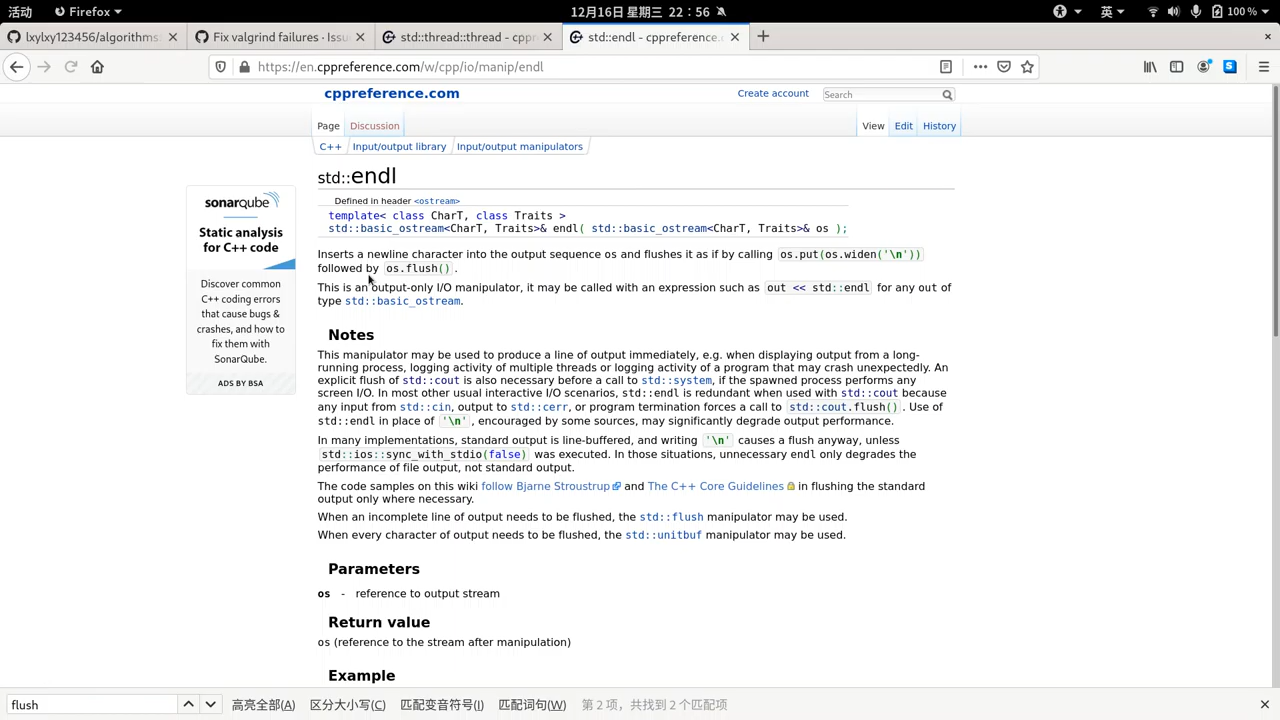 活动
Firefox
12月16日 星期三 22：56
英
100 %
lxylxy123456/algorithms:
Fix valgrind failures · Issu
std::thread::thread - cppr
std::endl - cppreference.
https://en.cppreference.com/w/cpp/io/manip/endl
cppreference.com
Create account
Search
Page
Discussion
View
Edit
History
C++
Input/output library
Input/output manipulators
std::endl
Defined in header <ostream>
template< class CharT, class Traits >
std::basic_ostream<CharT, Traits>& endl( std::basic_ostream<CharT, Traits>& os );
Inserts a newline character into the output sequence os and flushes it as if by calling os.put(os.widen('\n'))
followed by os.flush().
This is an output-only I/O manipulator, it may be called with an expression such as out << std::endl for any out of
type std::basic_ostream.
Notes
This manipulator may be used to produce a line of output immediately, e.g. when displaying output from a long-
running process, logging activity of multiple threads or logging activity of a program that may crash unexpectedly. An
explicit flush of std::cout is also necessary before a call to std::system, if the spawned process performs any
screen I/O. In most other usual interactive I/O scenarios, std::endl is redundant when used with std::cout because
any input from std::cin, output to std::cerr, or program termination forces a call to std::cout.flush(). Use of
std::endl in place of '\n', encouraged by some sources, may significantly degrade output performance.
In many implementations, standard output is line-buffered, and writing '\n' causes a flush anyway, unless
std::ios::sync_with_stdio(false) was executed. In those situations, unnecessary endl only degrades the
performance of file output, not standard output.
The code samples on this wiki follow Bjarne Stroustrup and The C++ Core Guidelines in flushing the standard
output only where necessary.
When an incomplete line of output needs to be flushed, the std::flush manipulator may be used.
When every character of output needs to be flushed, the std::unitbuf manipulator may be used.
Parameters
os - reference to output stream
Return value
os (reference to the stream after manipulation)
Example
sonarqube
Static analysis
for C++ code
Discover common
C++ coding errors
that cause bugs &
crashes, and how to
fix them with
SonarQube.
ADS BY BSA
flush
高亮全部(A)
区分大小写(C)
匹配变音符号(I)
匹配词句(W)
第 2 项，共找到 2 个匹配项